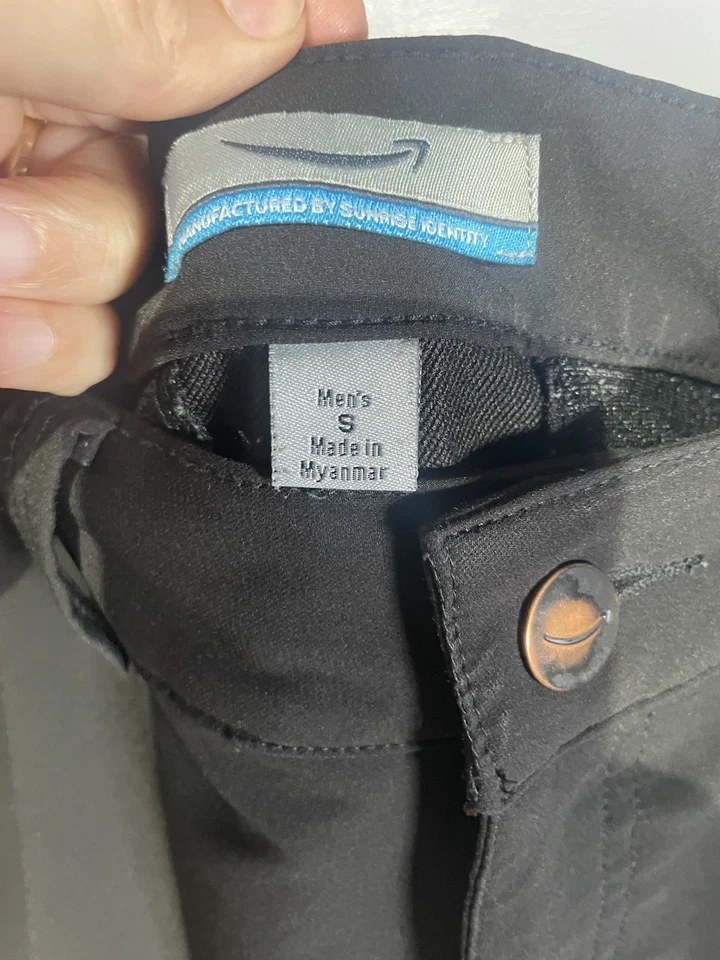 MANUFACTURED BY SUNRISE IDENTITY
Men's
S
Made in
Myanmar